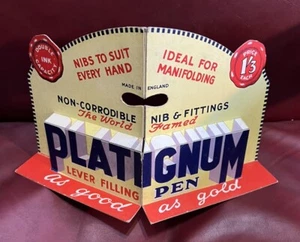 DOUBLE
INK
CAPACITY
NIBS TO SUIT
EVERY HAND
IDEAL FOR
MANIFOLDING
PRICE
1'3
EACH
MADE IN ENGLAND
NON-CORRODIBLE NIB & FITTINGS
The World Famed
PLATIGNUM
LEVER FILLING PEN
as good as gold